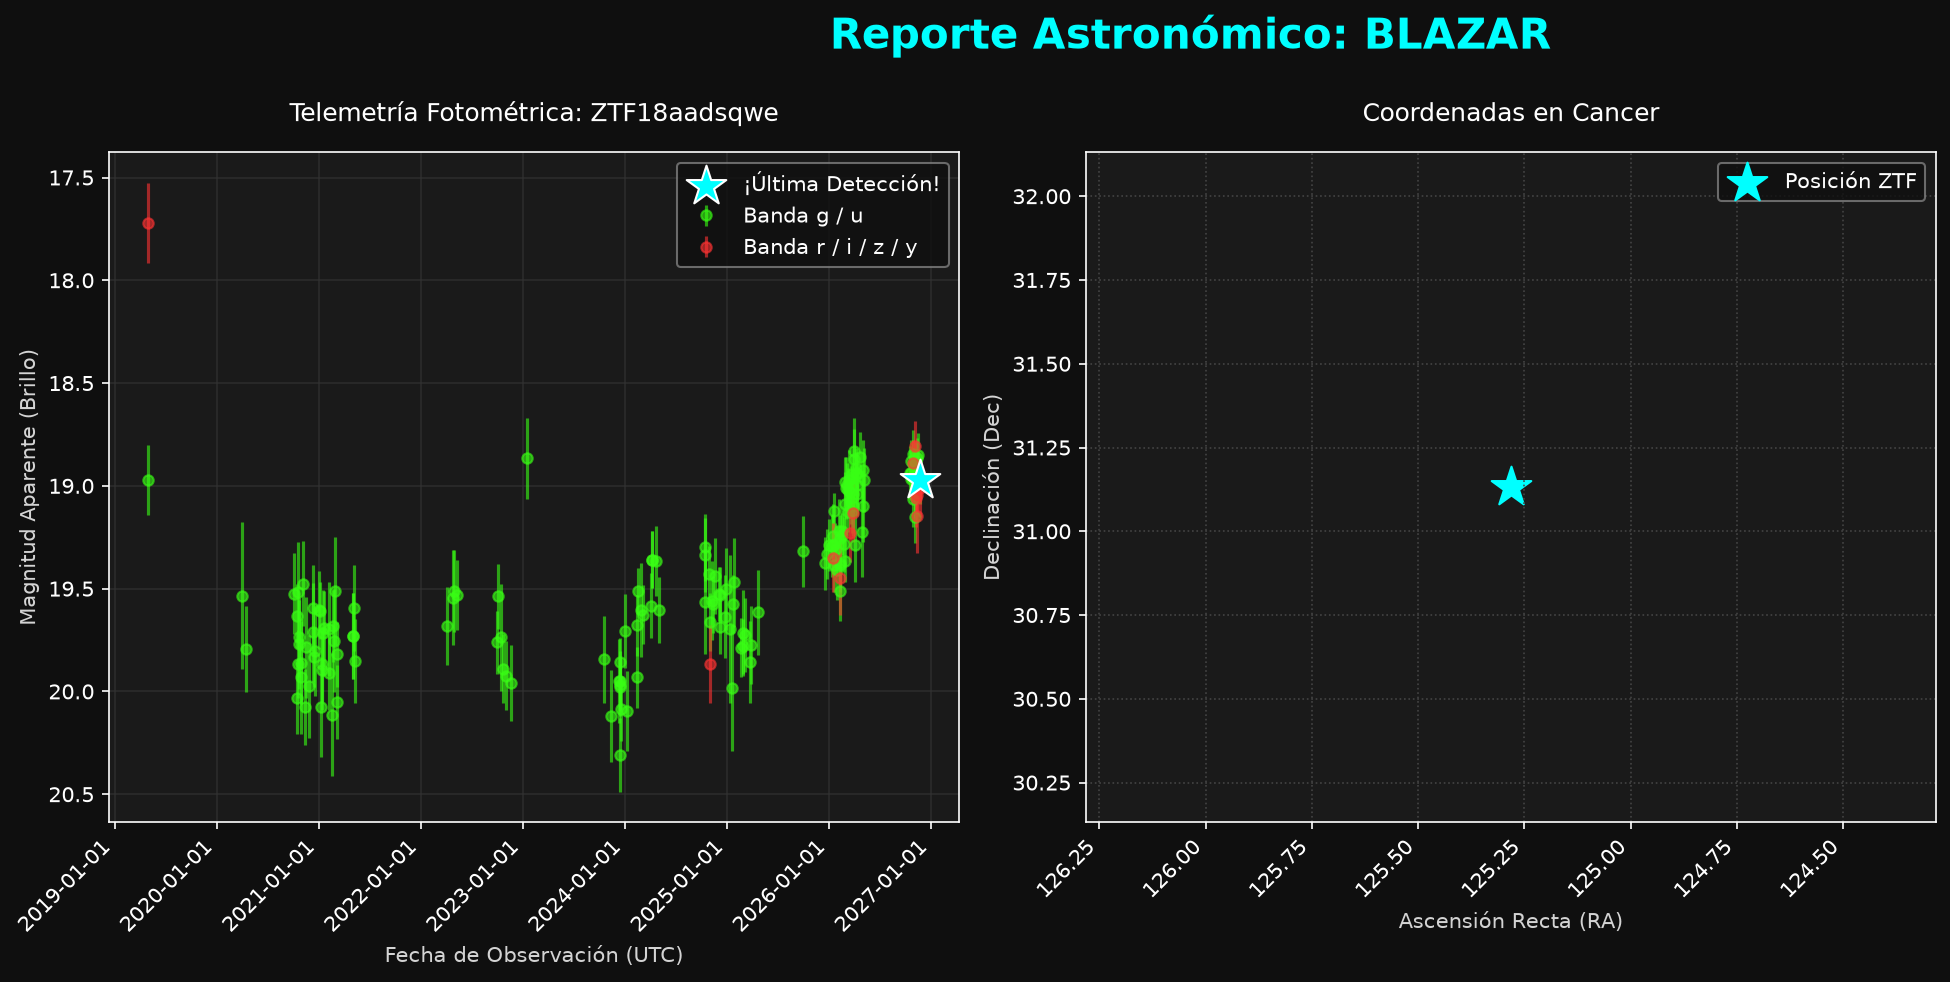 Reporte Astronómico: BLAZAR
Telemetría Fotométrica: ZTF18aadsqwe
¡Última Detección!
Banda g / u
Banda r / i / z / y
Magnitud Aparente (Brillo)
17.5
18.0
18.5
19.0
19.5
20.0
20.5
2019-01-01
2020-01-01
2021-01-01
2022-01-01
2023-01-01
2024-01-01
2025-01-01
2026-01-01
2027-01-01
Fecha de Observación (UTC)
Coordenadas en Cancer
Posición ZTF
Declinación (Dec)
32.00
31.75
31.50
31.25
31.00
30.75
30.50
30.25
126.25
126.00
125.75
125.50
125.25
125.00
124.75
124.50
Ascensión Recta (RA)